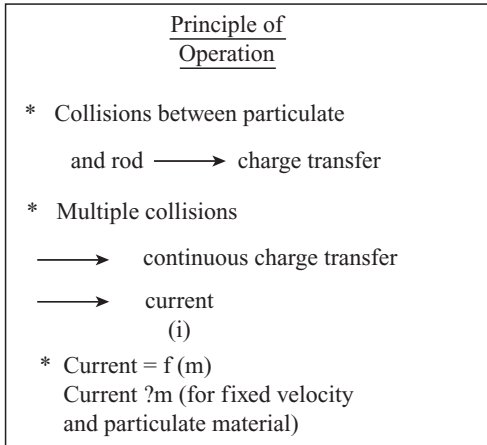 Principle of
Operation
* Collisions between particulate
and rod ⟶ charge transfer
* Multiple collisions
⟶ continuous charge transfer
⟶ current
(i)
* Current = f (m)
Current ?m (for fixed velocity
and particulate material)